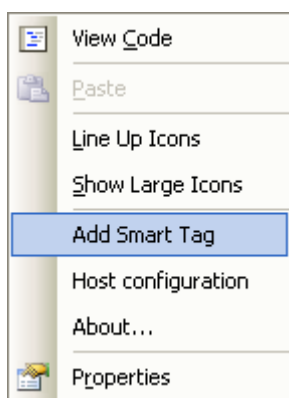 View Code
Paste
Line Up Icons
Show Large Icons
Add Smart Tag
Host configuration
About...
Properties